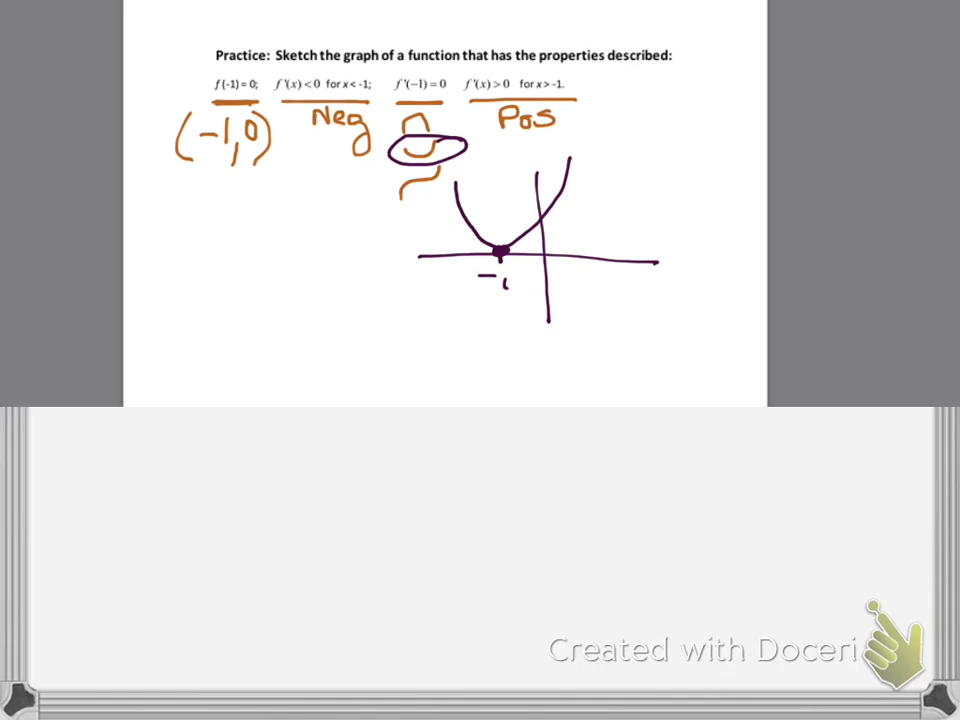 Practice: Sketch the graph of a function that has the properties described:
f(-1) = 0; f '(x) < 0 for x < -1; f '(−1) = 0 f '(x) > 0 for x > -1.
(-1,0) Neg Pos
-1
Created with Doceri